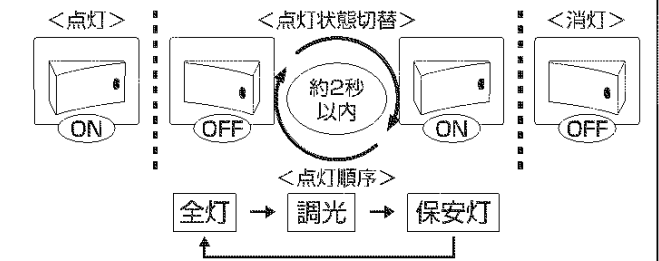 <点灯>
<点灯状態切替>
<消灯>
約2秒
以内
ON
OFF
ON
OFF
<点灯順序>
全灯 → 調光 → 保安灯